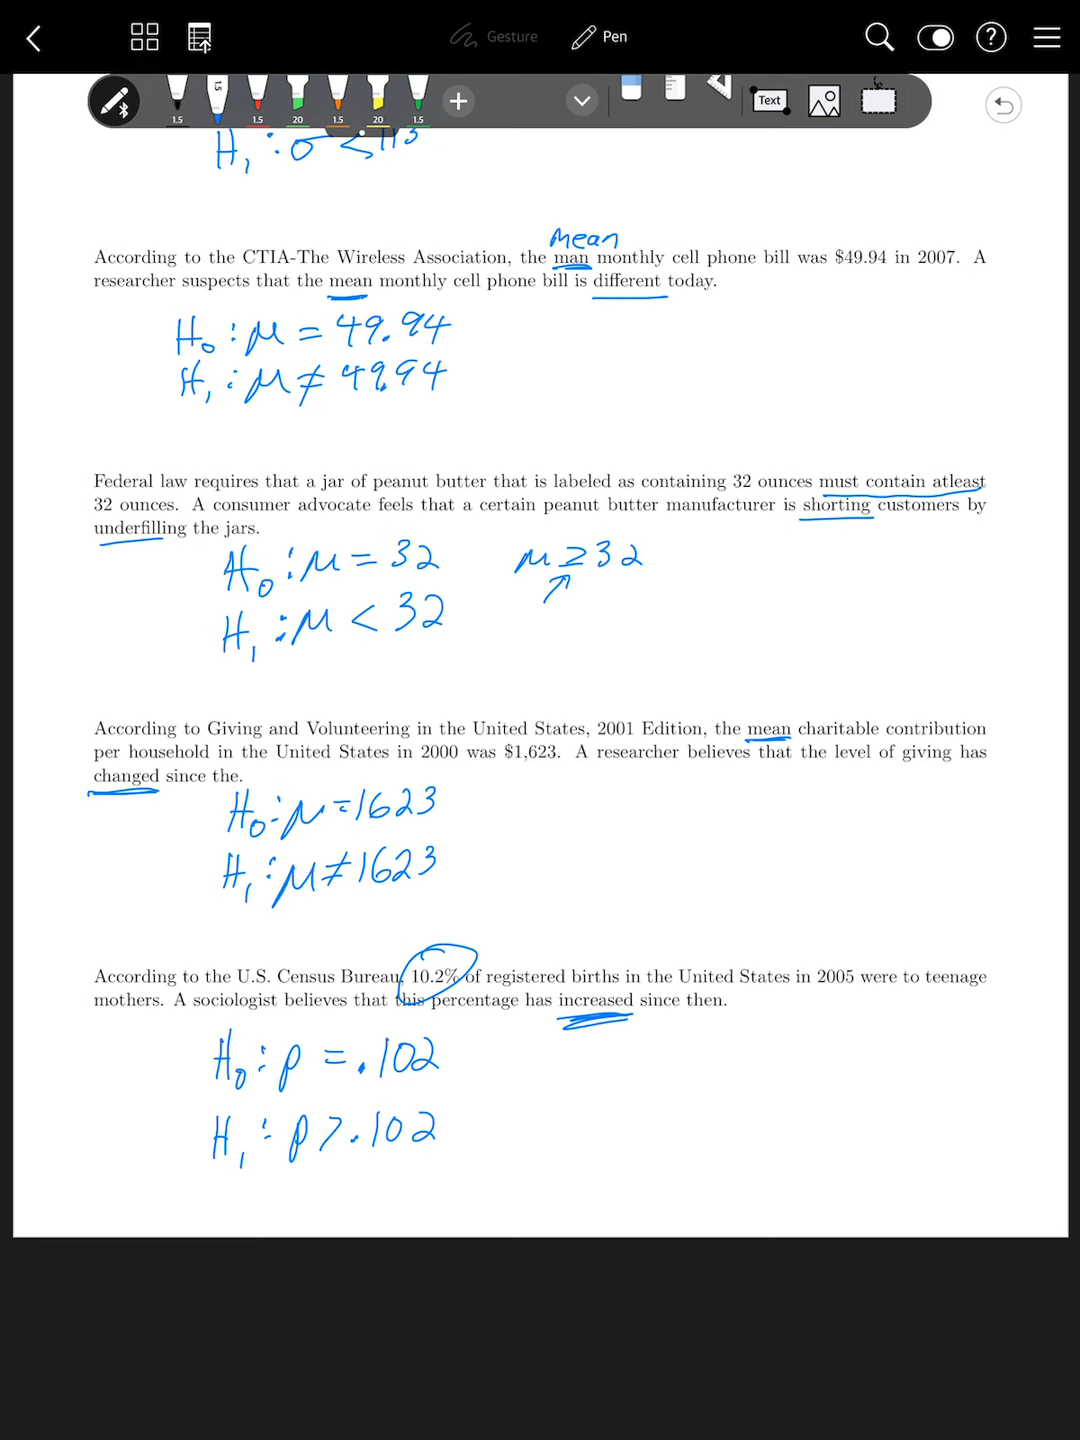 Gesture
Pen
1.5
1.5 1.5 20 1.5 20 1.5
Text
H₁ : σ < 113
mean
According to the CTIA-The Wireless Association, the man monthly cell phone bill was $49.94 in 2007. A
researcher suspects that the mean monthly cell phone bill is different today.
H₀ : μ = 49.94
H₁ : μ ≠ 49.94
Federal law requires that a jar of peanut butter that is labeled as containing 32 ounces must contain atleast
32 ounces. A consumer advocate feels that a certain peanut butter manufacturer is shorting customers by
underfilling the jars.
H₀ : μ = 32 μ ≥ 32
H₁ : μ < 32
According to Giving and Volunteering in the United States, 2001 Edition, the mean charitable contribution
per household in the United States in 2000 was $1,623. A researcher believes that the level of giving has
changed since the.
H₀ : μ = 1623
H₁ : μ ≠ 1623
According to the U.S. Census Bureau, 10.2% of registered births in the United States in 2005 were to teenage
mothers. A sociologist believes that this percentage has increased since then.
H₀ : p = .102
H₁ : p > .102